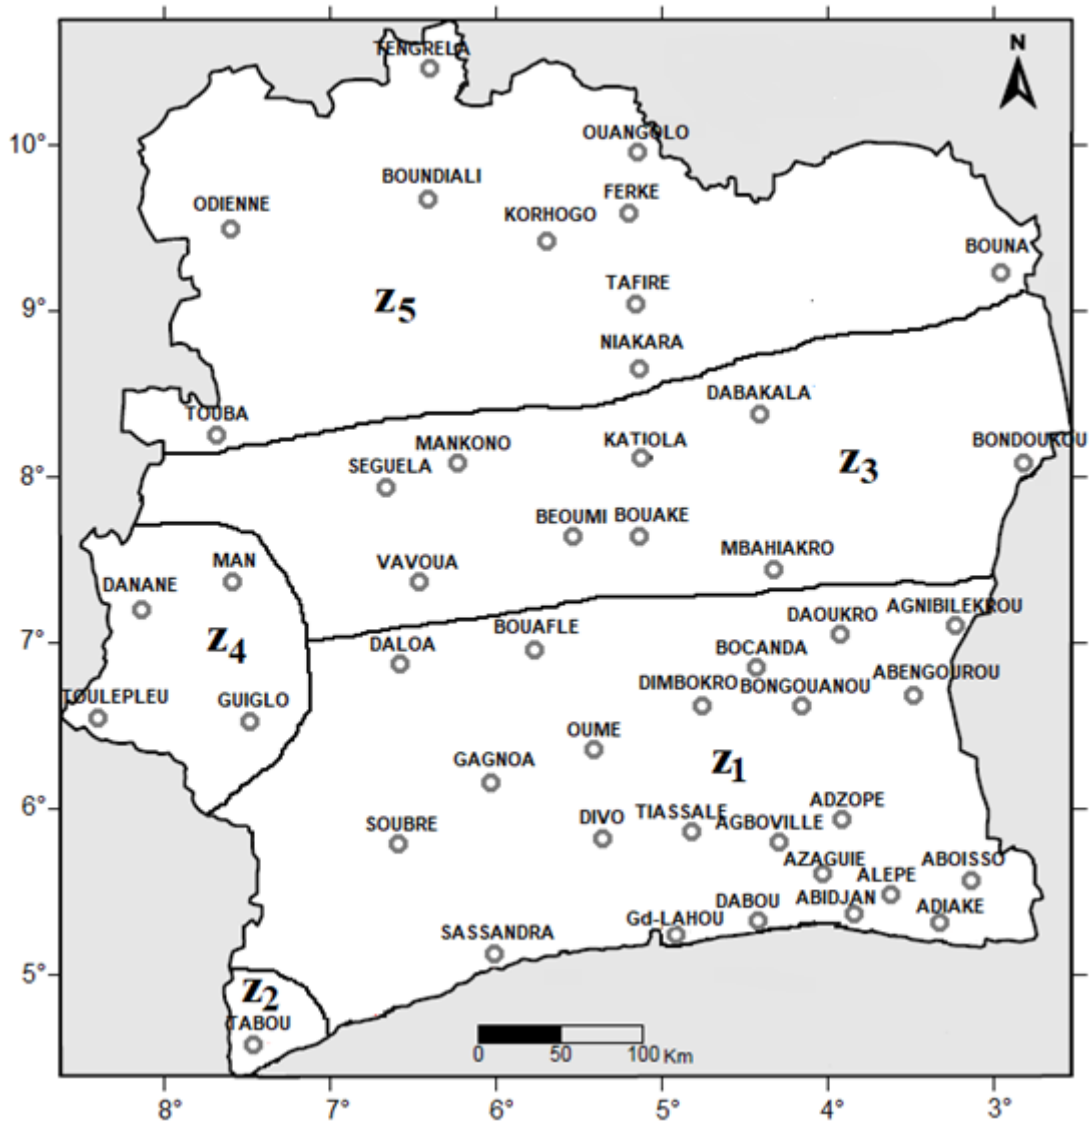 N
TENGRELA
OUANGOLO
10°
BOUNDIALI
FERKE
ODIENNE
KORHOGO
BOUNA
TAFIRE
z5
9°
NIAKARA
DABAKALA
TOUBA
MANKONO
KATIOLA
BONDOUKOU
SEGUELA
z3
8°
BEOUMI
BOUAKE
MBAHIAKRO
MAN
VAVOUA
DANANE
AGNIBILEKROU
DAOUKRO
BOUAFLE
z4
7°
DALOA
BOCANDA
ABENGOUROU
DIMBOKRO
BONGOUANOU
TOULEPLEU
GUIGLO
OUME
GAGNOA
z1
6°
ADZOPE
SOUBRE
DIVO
TIASSALE
AGBOVILLE
AZAGUIE
ABOISSO
ALEPE
DABOU
ABIDJAN
ADIAKE
Gd-LAHOU
SASSANDRA
5°
z2
TABOU
0 50 100 Km
8° 7° 6° 5° 4° 3°